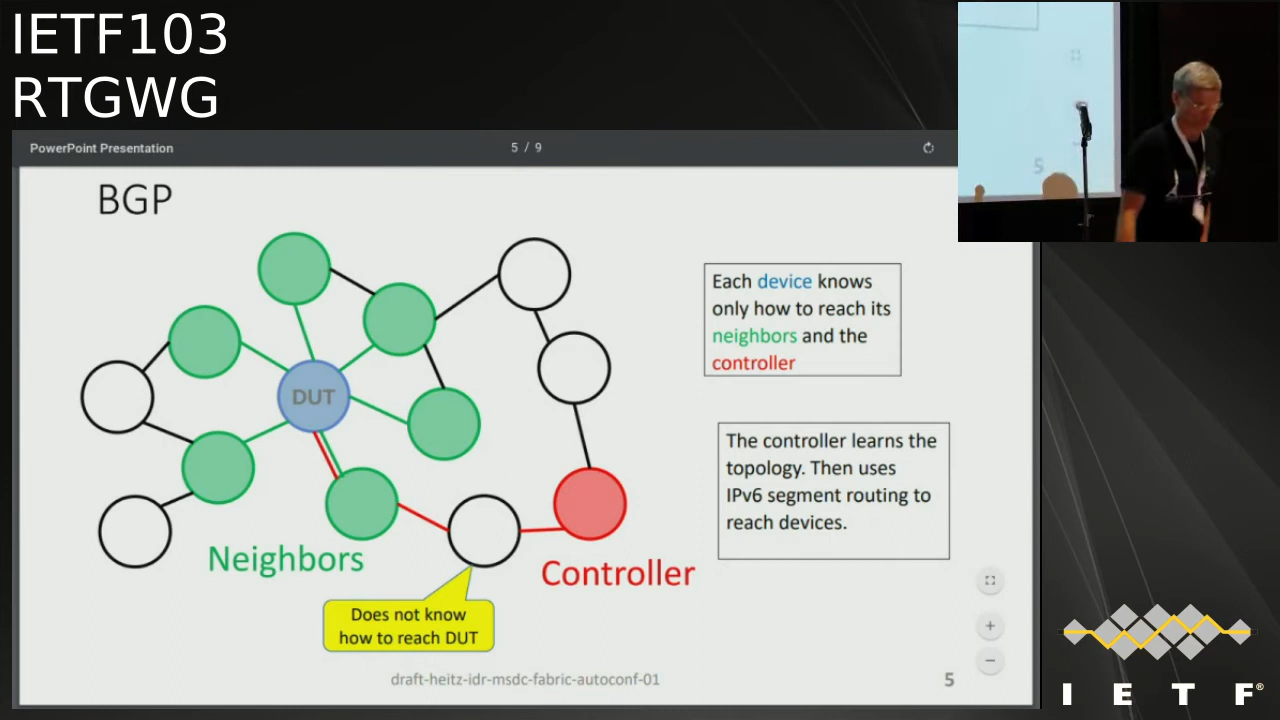 IETF103
RTGWG
PowerPoint Presentation
5 / 9
BGP
DUT
Each device knows
only how to reach its
neighbors and the
controller
The controller learns the
topology. Then uses
IPv6 segment routing to
reach devices.
Neighbors
Controller
Does not know
how to reach DUT
draft-heitz-idr-msdc-fabric-autoconf-01
5
5
I E T F®